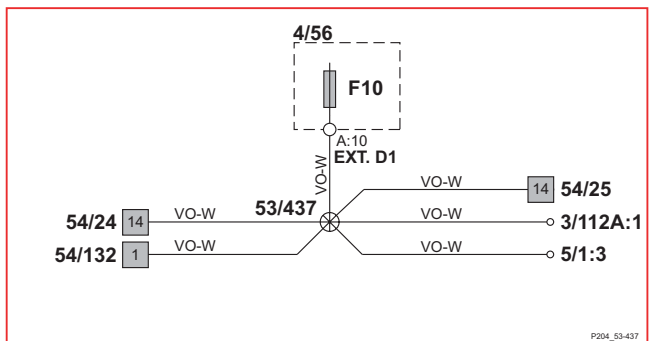 4/56
F10
A:10
EXT. D1
VO-W
53/437
VO-W
14 54/25
54/24 14
VO-W
VO-W
3/112A:1
54/132 1
VO-W
VO-W
5/1:3
P204_53-437